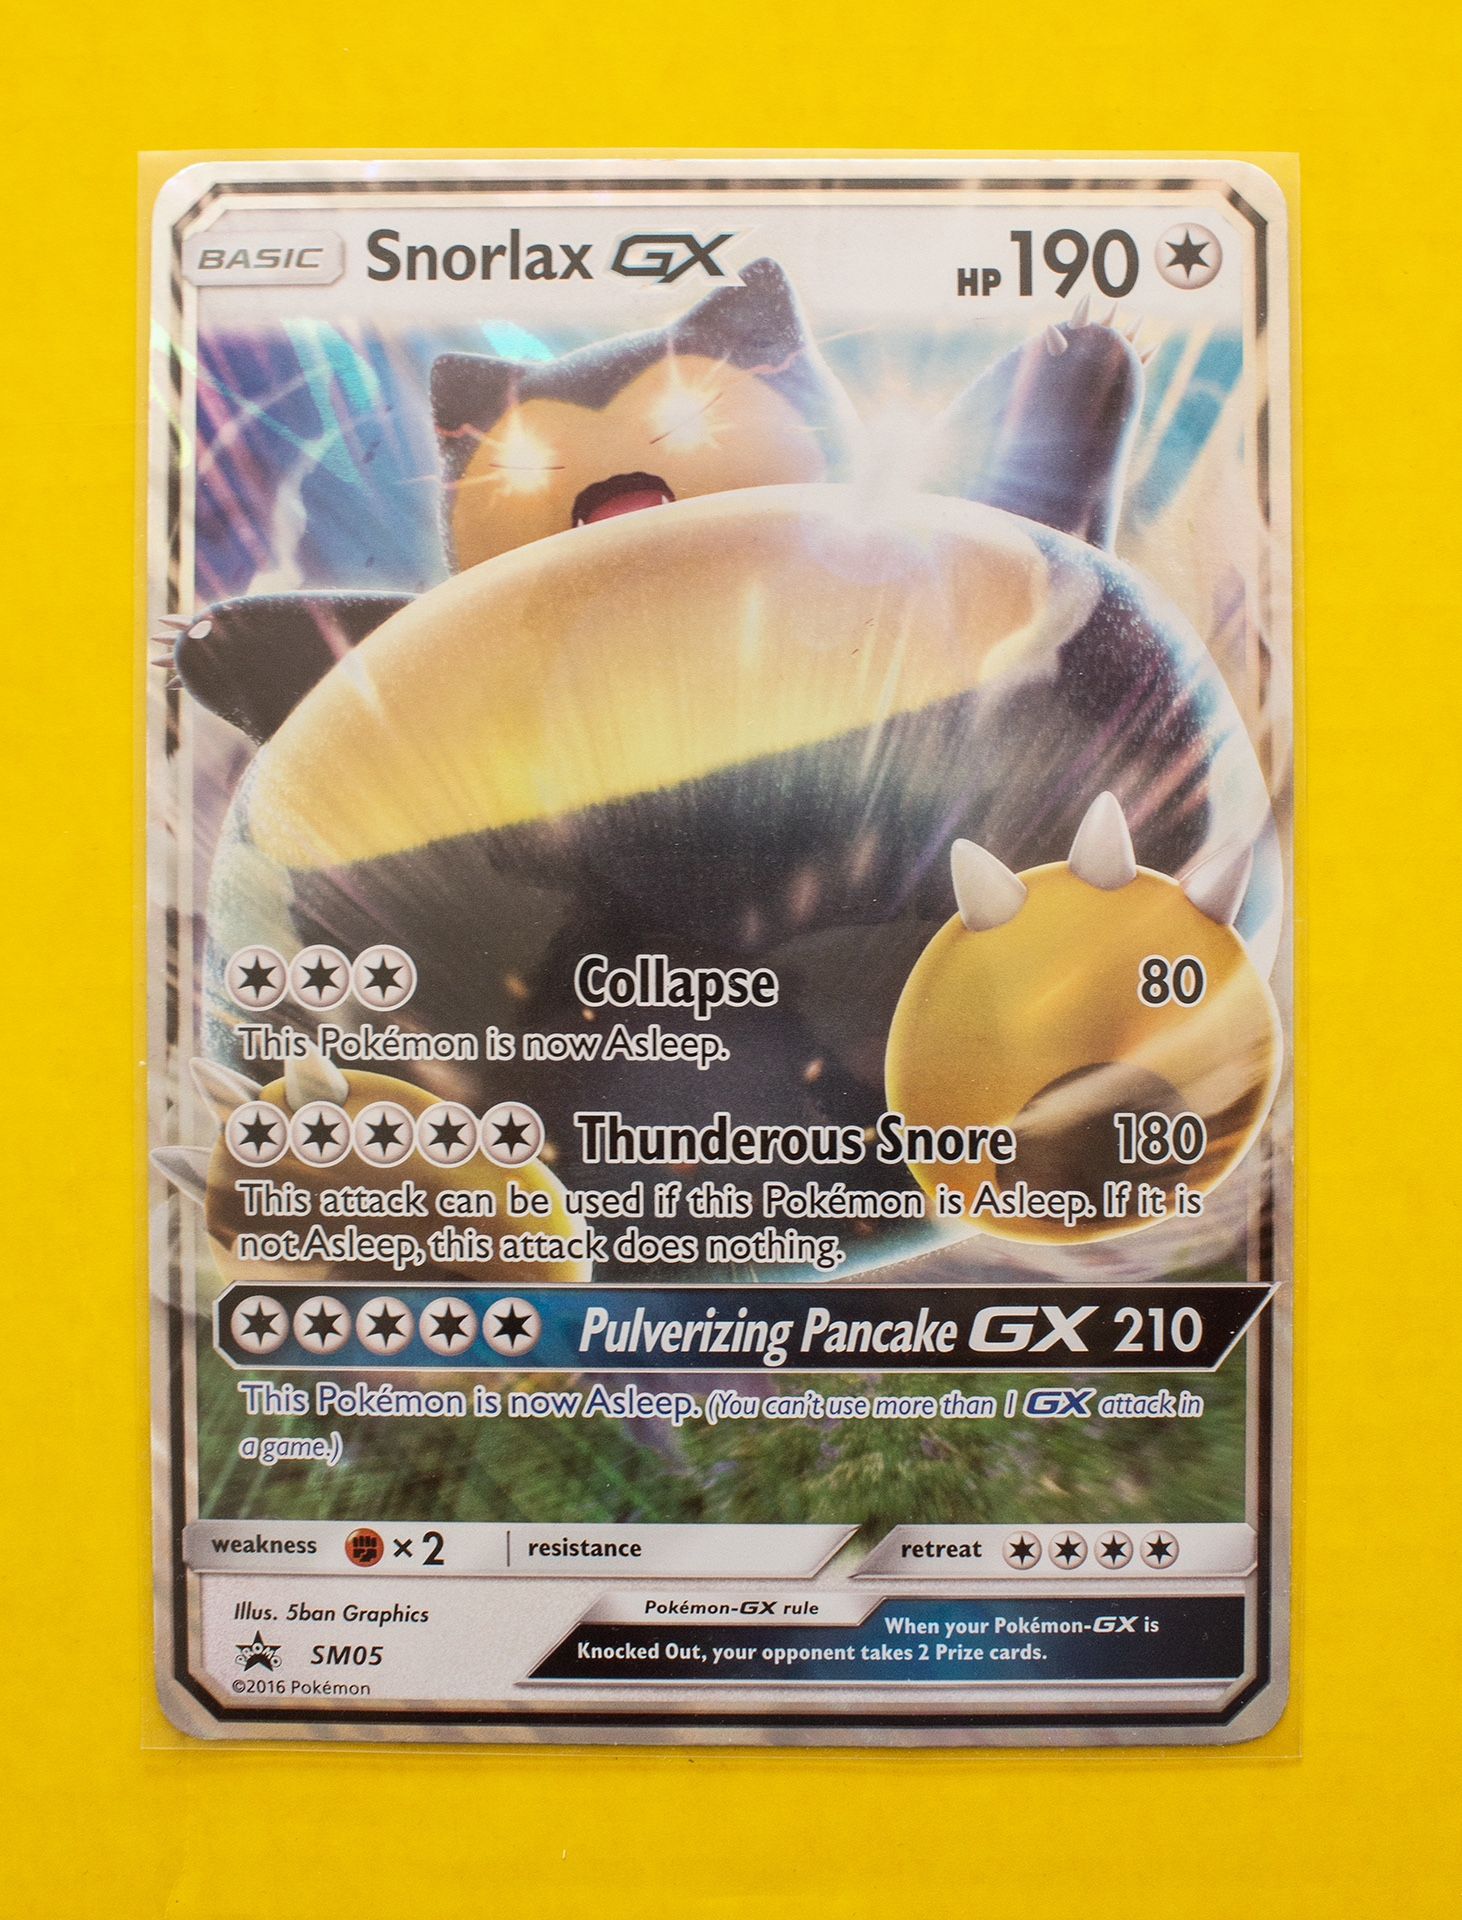 BASIC Snorlax GX HP 190
Collapse 80
This Pokémon is now Asleep.
Thunderous Snore 180
This attack can be used if this Pokémon is Asleep. If it is
not Asleep, this attack does nothing.
Pulverizing Pancake GX 210
This Pokémon is now Asleep. (You can't use more than 1 GX attack in
a game.)
weakness ×2 resistance retreat
Illus. 5ban Graphics
Pokémon-GX rule
When your Pokémon-GX is
Knocked Out, your opponent takes 2 Prize cards.
PROMO SM05
©2016 Pokémon